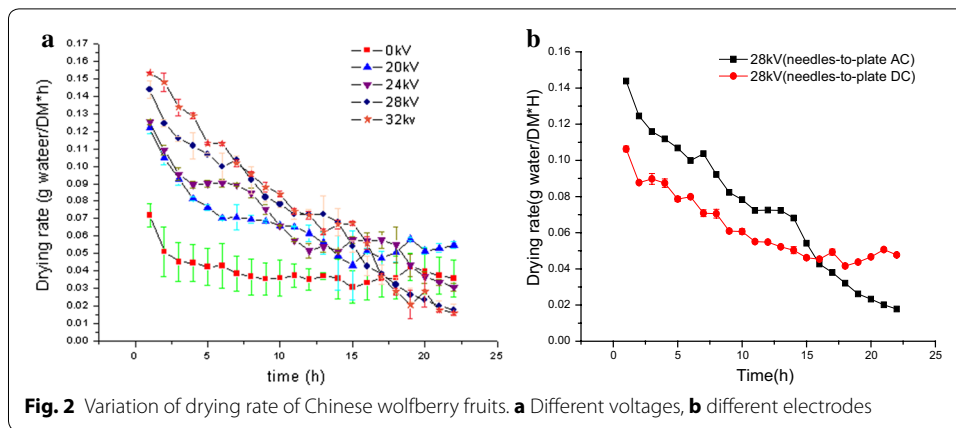 a
0kV
20kV
24kV
28kV
32kv
0.17
0.16
0.15
0.14
0.13
0.12
0.11
0.10
0.09
0.08
0.07
0.06
0.05
0.04
0.03
0.02
0.01
0.00
Drying rate (g wateer/DM*h)
0 5 10 15 20 25
time (h)
b
28kV(needles-to-plate AC)
28kV(needles-to-plate DC)
0.16
0.14
0.12
0.10
0.08
0.06
0.04
0.02
0.00
Drying rate(g water/DM*H)
0 5 10 15 20 25
Time(h)
Fig. 2 Variation of drying rate of Chinese wolfberry fruits. a Different voltages, b different electrodes